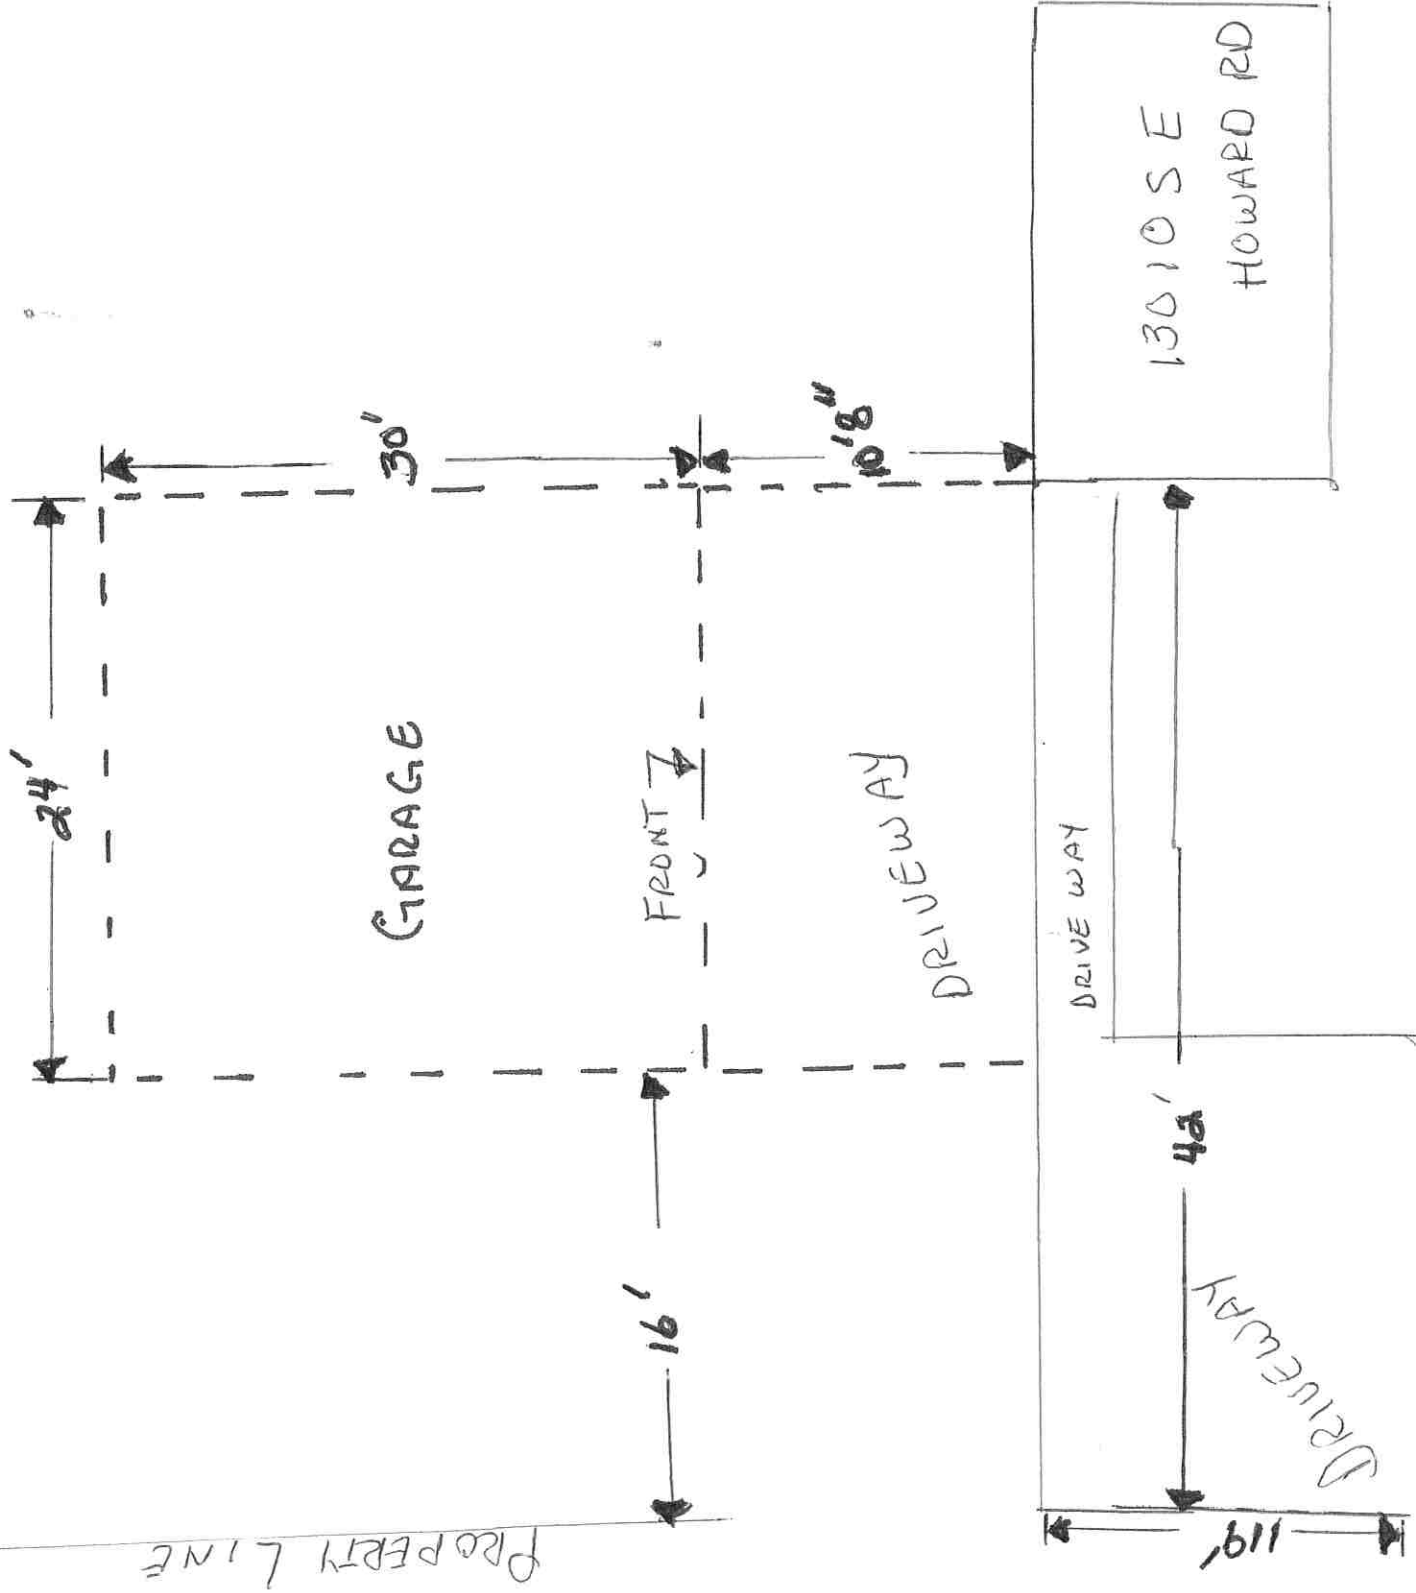 24'
30'
GARAGE
PROPERTY LINE
16'
FRONT
10'8"
DRIVEWAY
DRIVE WAY
13010 SE
HOWARD RD
42'
DRIVEWAY
119'